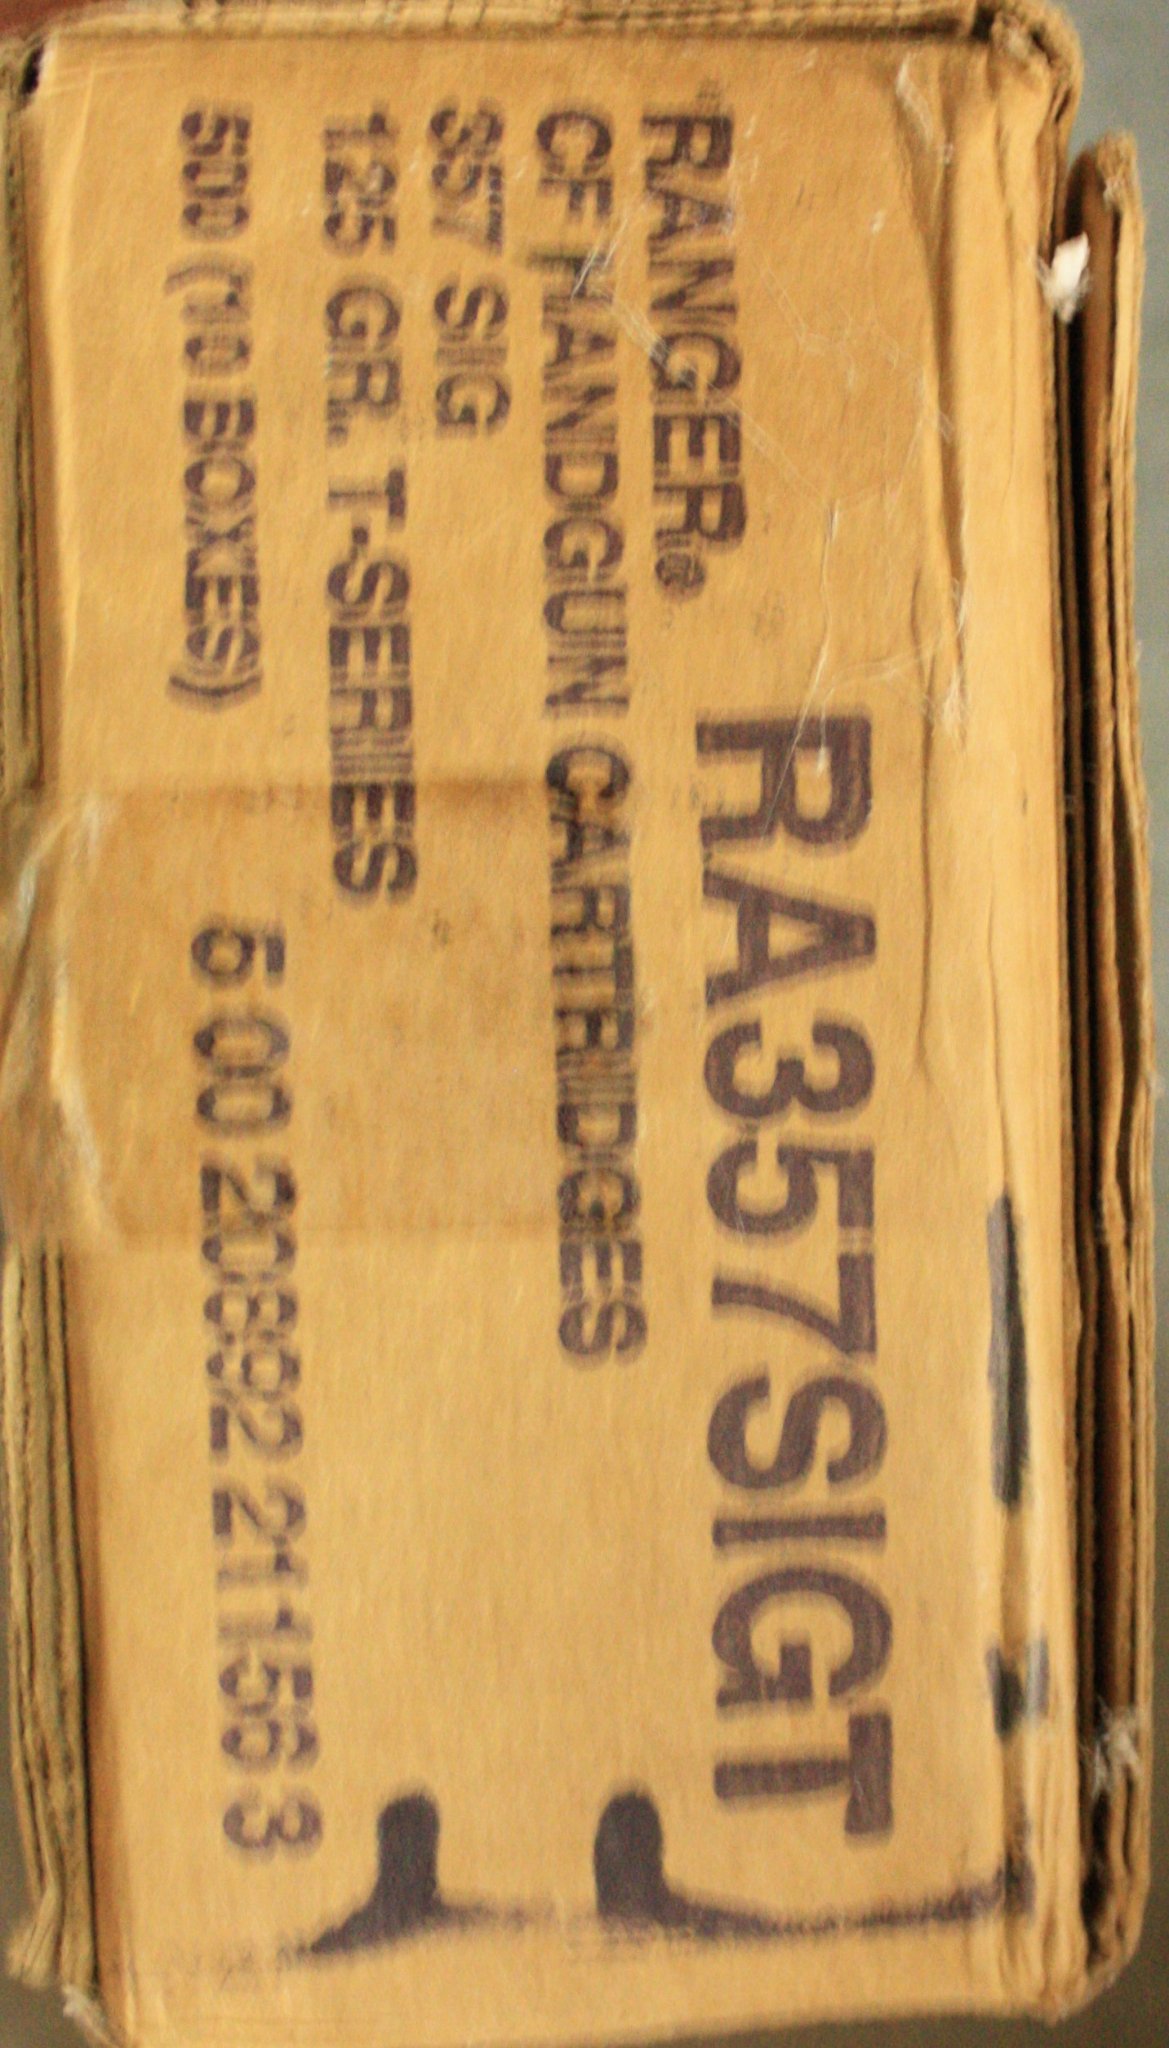 RA357SIGT
RANGER®
CF HANDGUN CARTRIDGES
357 SIG
125 GR. T-SERIES
500 (10 BOXES)
5 00 20892 21156 3